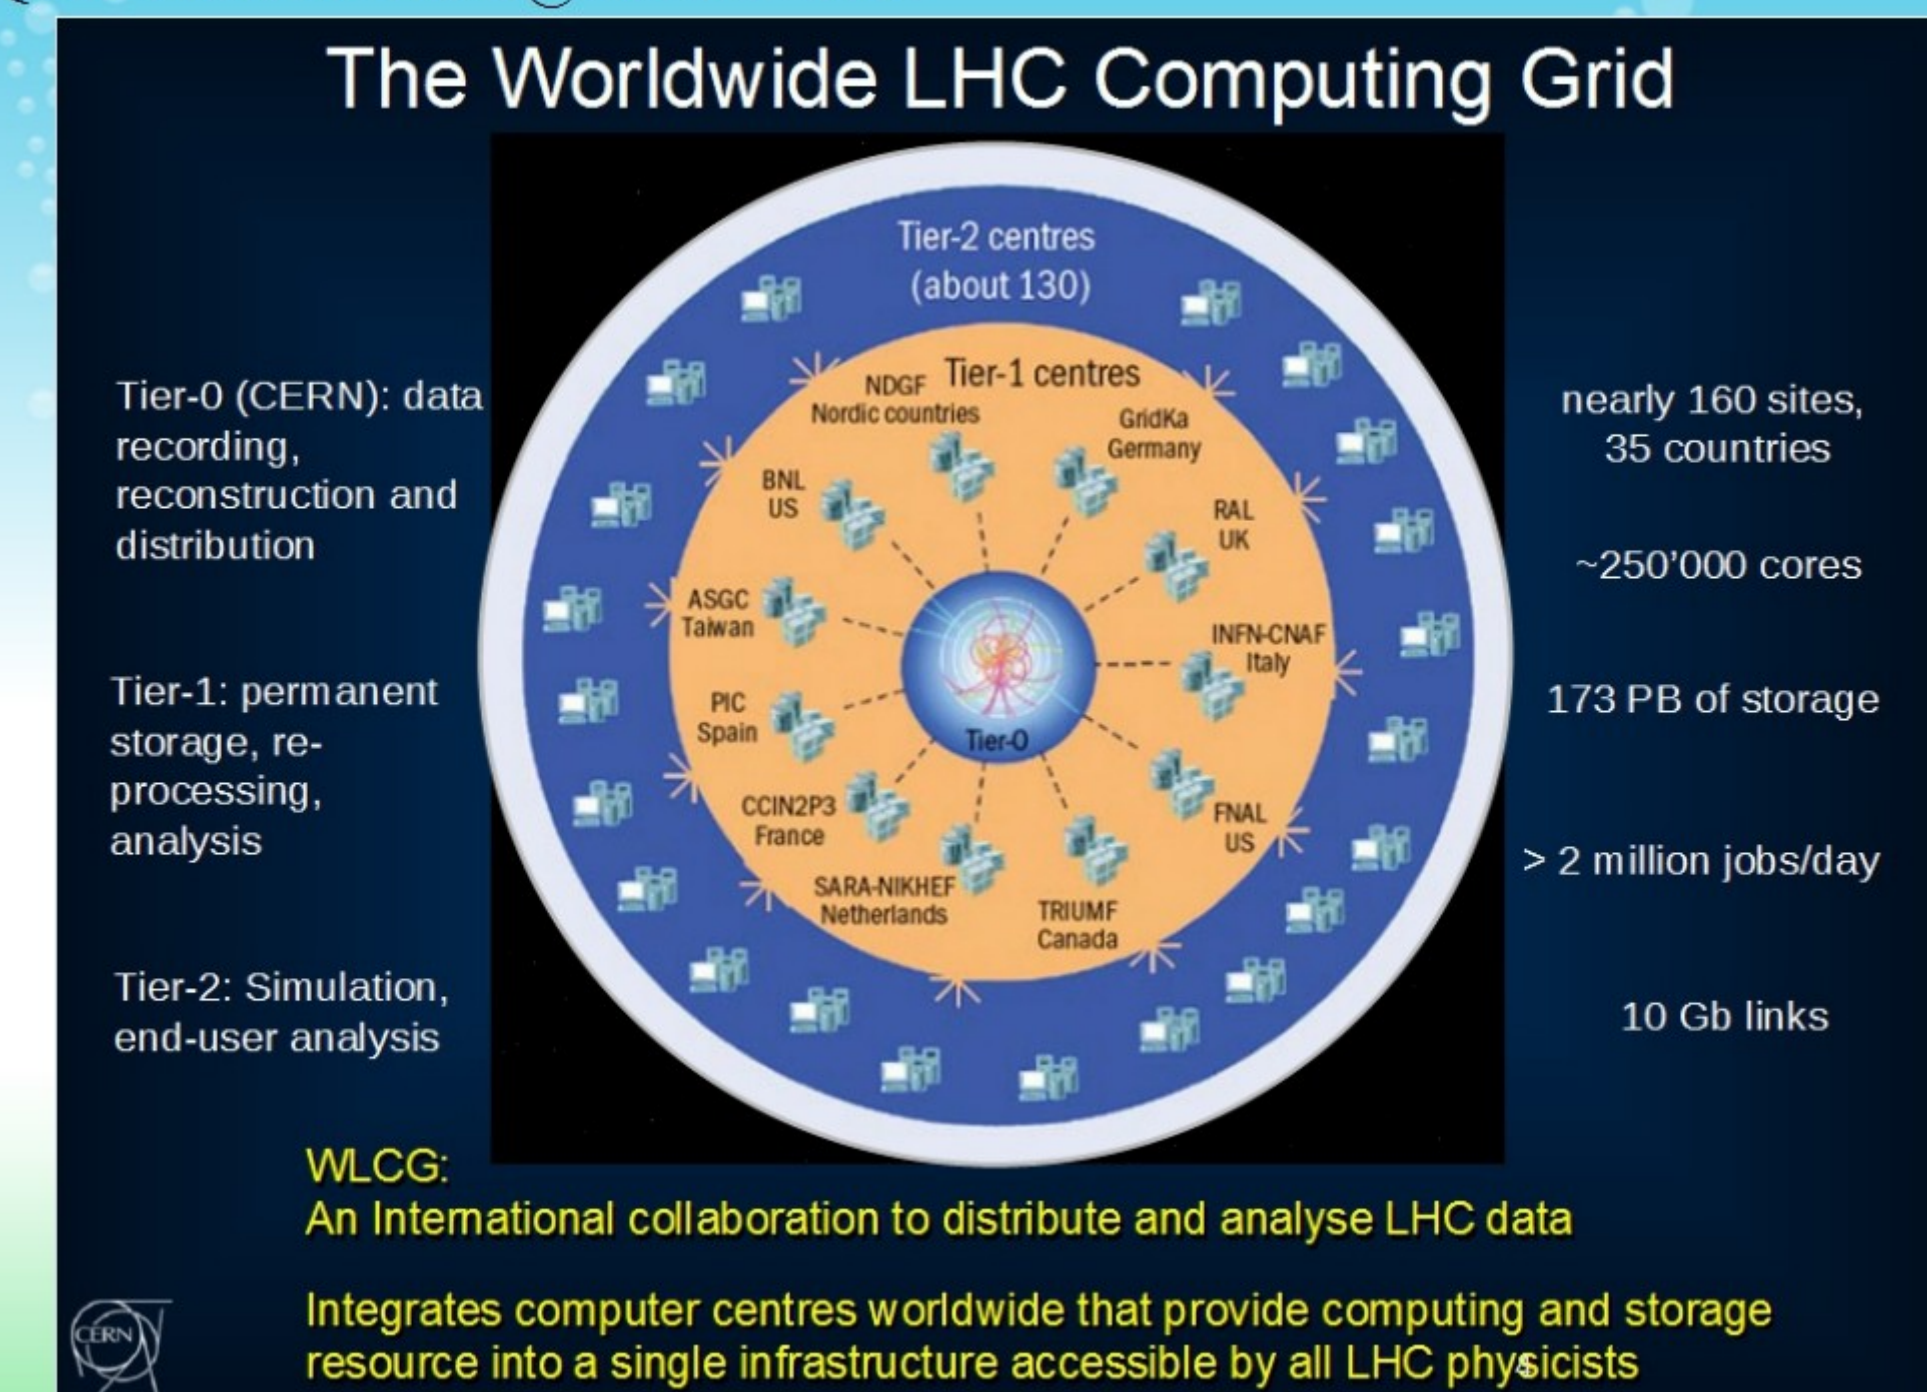 The Worldwide LHC Computing Grid
Tier-0 (CERN): data
recording,
reconstruction and
distribution
Tier-1: permanent
storage, re-
processing,
analysis
Tier-2: Simulation,
end-user analysis
Tier-2 centres
(about 130)
Tier-1 centres
NDGF
Nordic countries
GridKa
Germany
BNL
US
RAL
UK
ASGC
Taiwan
INFN-CNAF
Italy
PIC
Spain
Tier-0
CCIN2P3
France
FNAL
US
SARA-NIKHEF
Netherlands
TRIUMF
Canada
nearly 160 sites,
35 countries
~250’000 cores
173 PB of storage
> 2 million jobs/day
10 Gb links
WLCG:
An International collaboration to distribute and analyse LHC data
Integrates computer centres worldwide that provide computing and storage
resource into a single infrastructure accessible by all LHC physicists
CERN